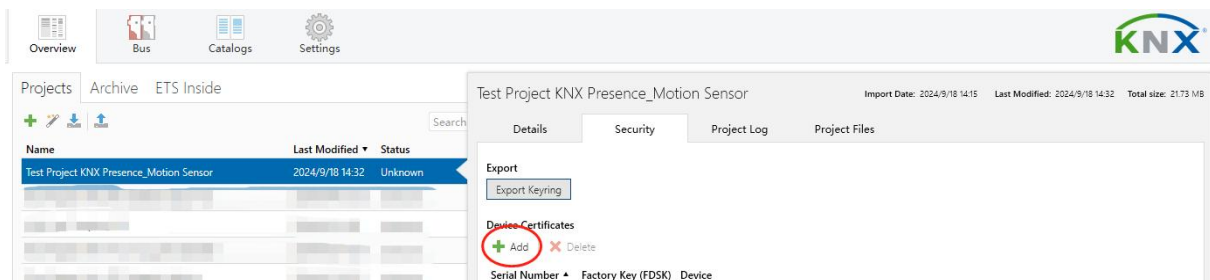 Overview Bus Catalogs Settings
KNX
Projects Archive ETS Inside
Search
Name Last Modified ▼ Status
Test Project KNX Presence_Motion Sensor 2024/9/18 14:32 Unknown
Test Project KNX Presence_Motion Sensor Import Date: 2024/9/18 14:15 Last Modified: 2024/9/18 14:32 Total size: 21.73 MB
Details Security Project Log Project Files
Export
Export Keyring
Device Certificates
Add Delete
Serial Number ▲ Factory Key (FDSK) Device